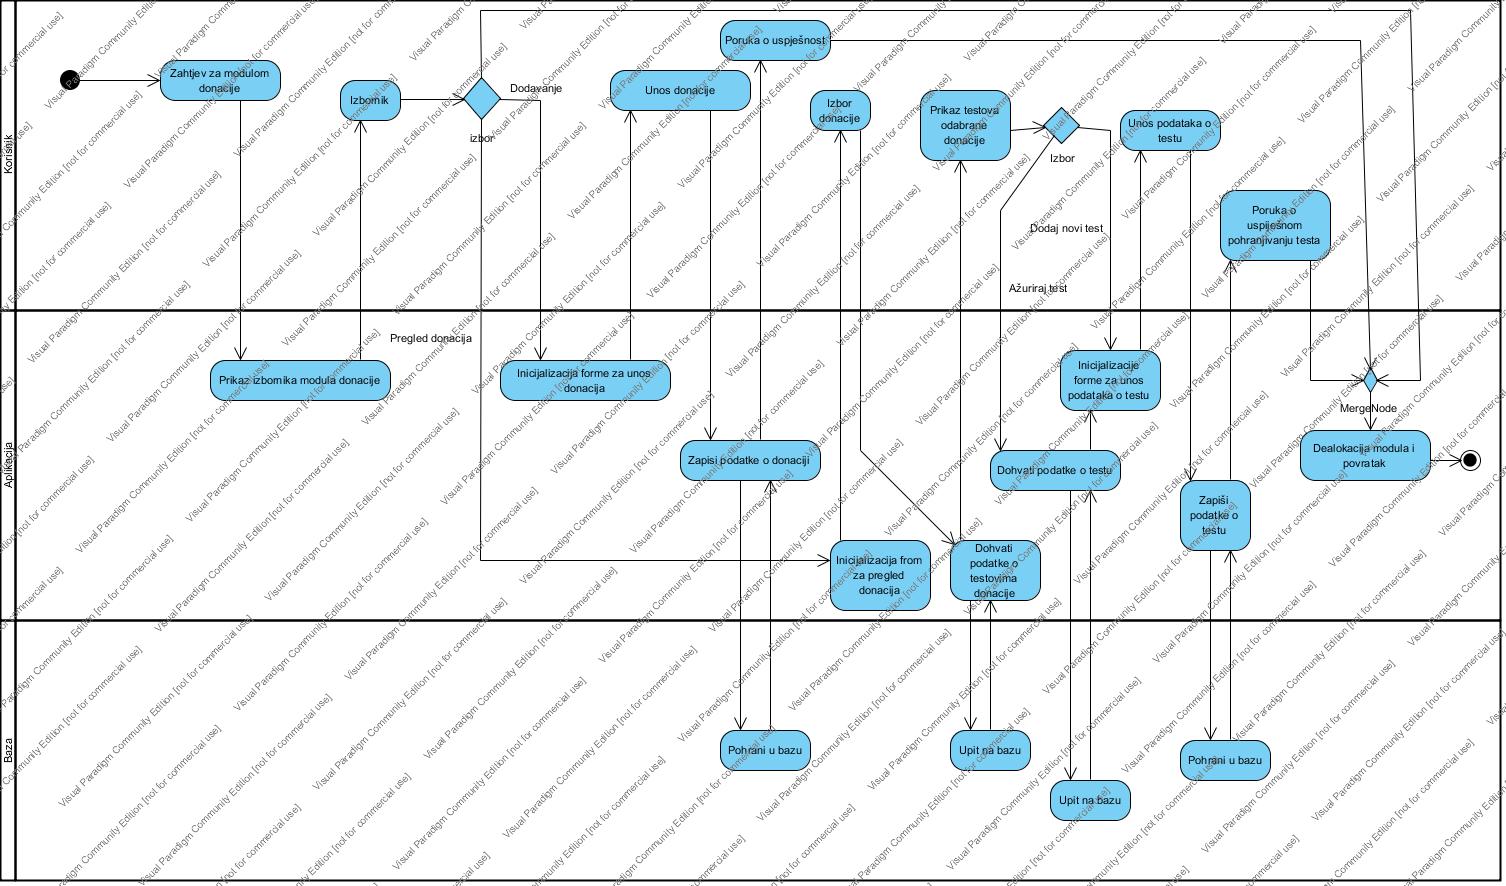 Korisnik
Zahtjev za modulom
donacije
Izbornik
izbor
Dodavanje
Unos donacije
Poruka o uspješnost
Izbor
donacije
Prikaz testova
odabrane
donacije
Izbor
Unos podataka o
testu
Poruka o
uspiješnom
pohranjivanju testa
Dodaj novi test
Ažuriraj test
Aplikacija
Pregled donacija
Prikaz izbornika modula donacije
Inicijalizacija forme za unos
donacija
Zapisi podatke o donaciji
Inicijalizacija from
za pregled
donacija
Dohvati
podatke o
testovima
donacije
Inicijalizacije
forme za unos
podataka o testu
Dohvati podatke o testu
Zapiši
podatke o
testu
MergeNode
Dealokacija modula i
povratak
Baza
Pohrani u bazu
Upit na bazu
Upit na bazu
Pohrani u bazu
Visual Paradigm Community Edition [not for commercial use]